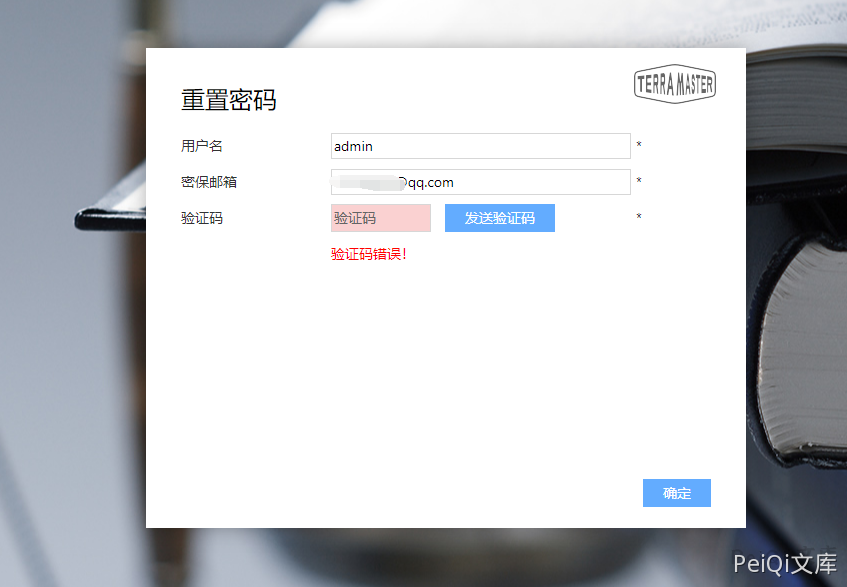 TERRAMASTER
重置密码
用户名 admin *
密保邮箱 @qq.com *
验证码 验证码 发送验证码 *
验证码错误!
确定
PeiQi文库